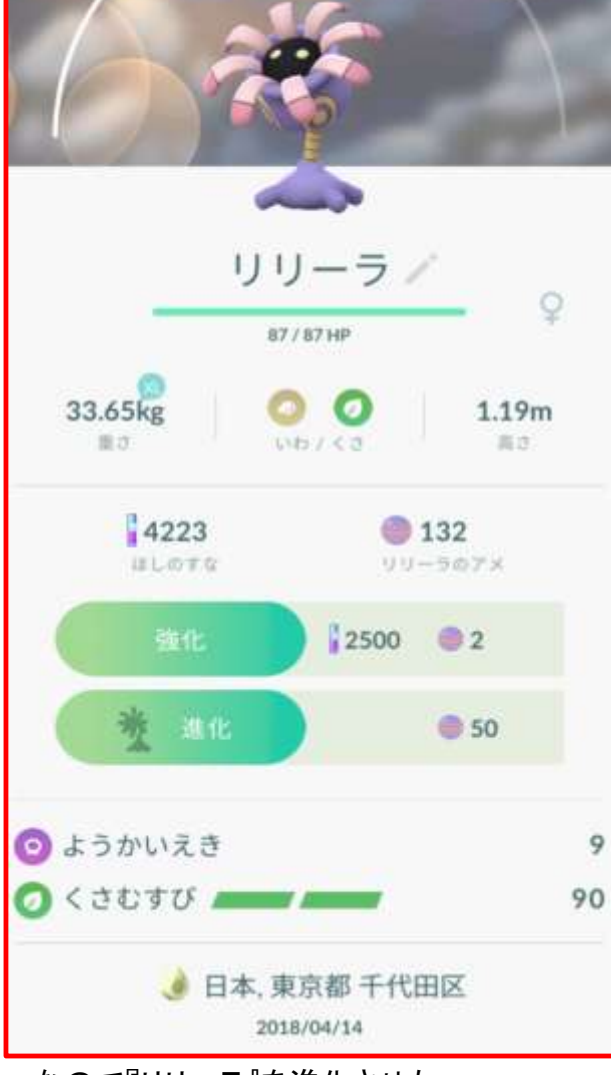 リリーラ
♀
87 / 87 HP
XL
33.65kg
1.19m
重さ
いわ / くさ
高さ
4223
132
ほしのすな
リリーラのアメ
強化
2500
2
進化
50
ようかいえき
9
くさむすび
90
日本, 東京都 千代田区
2018/04/14